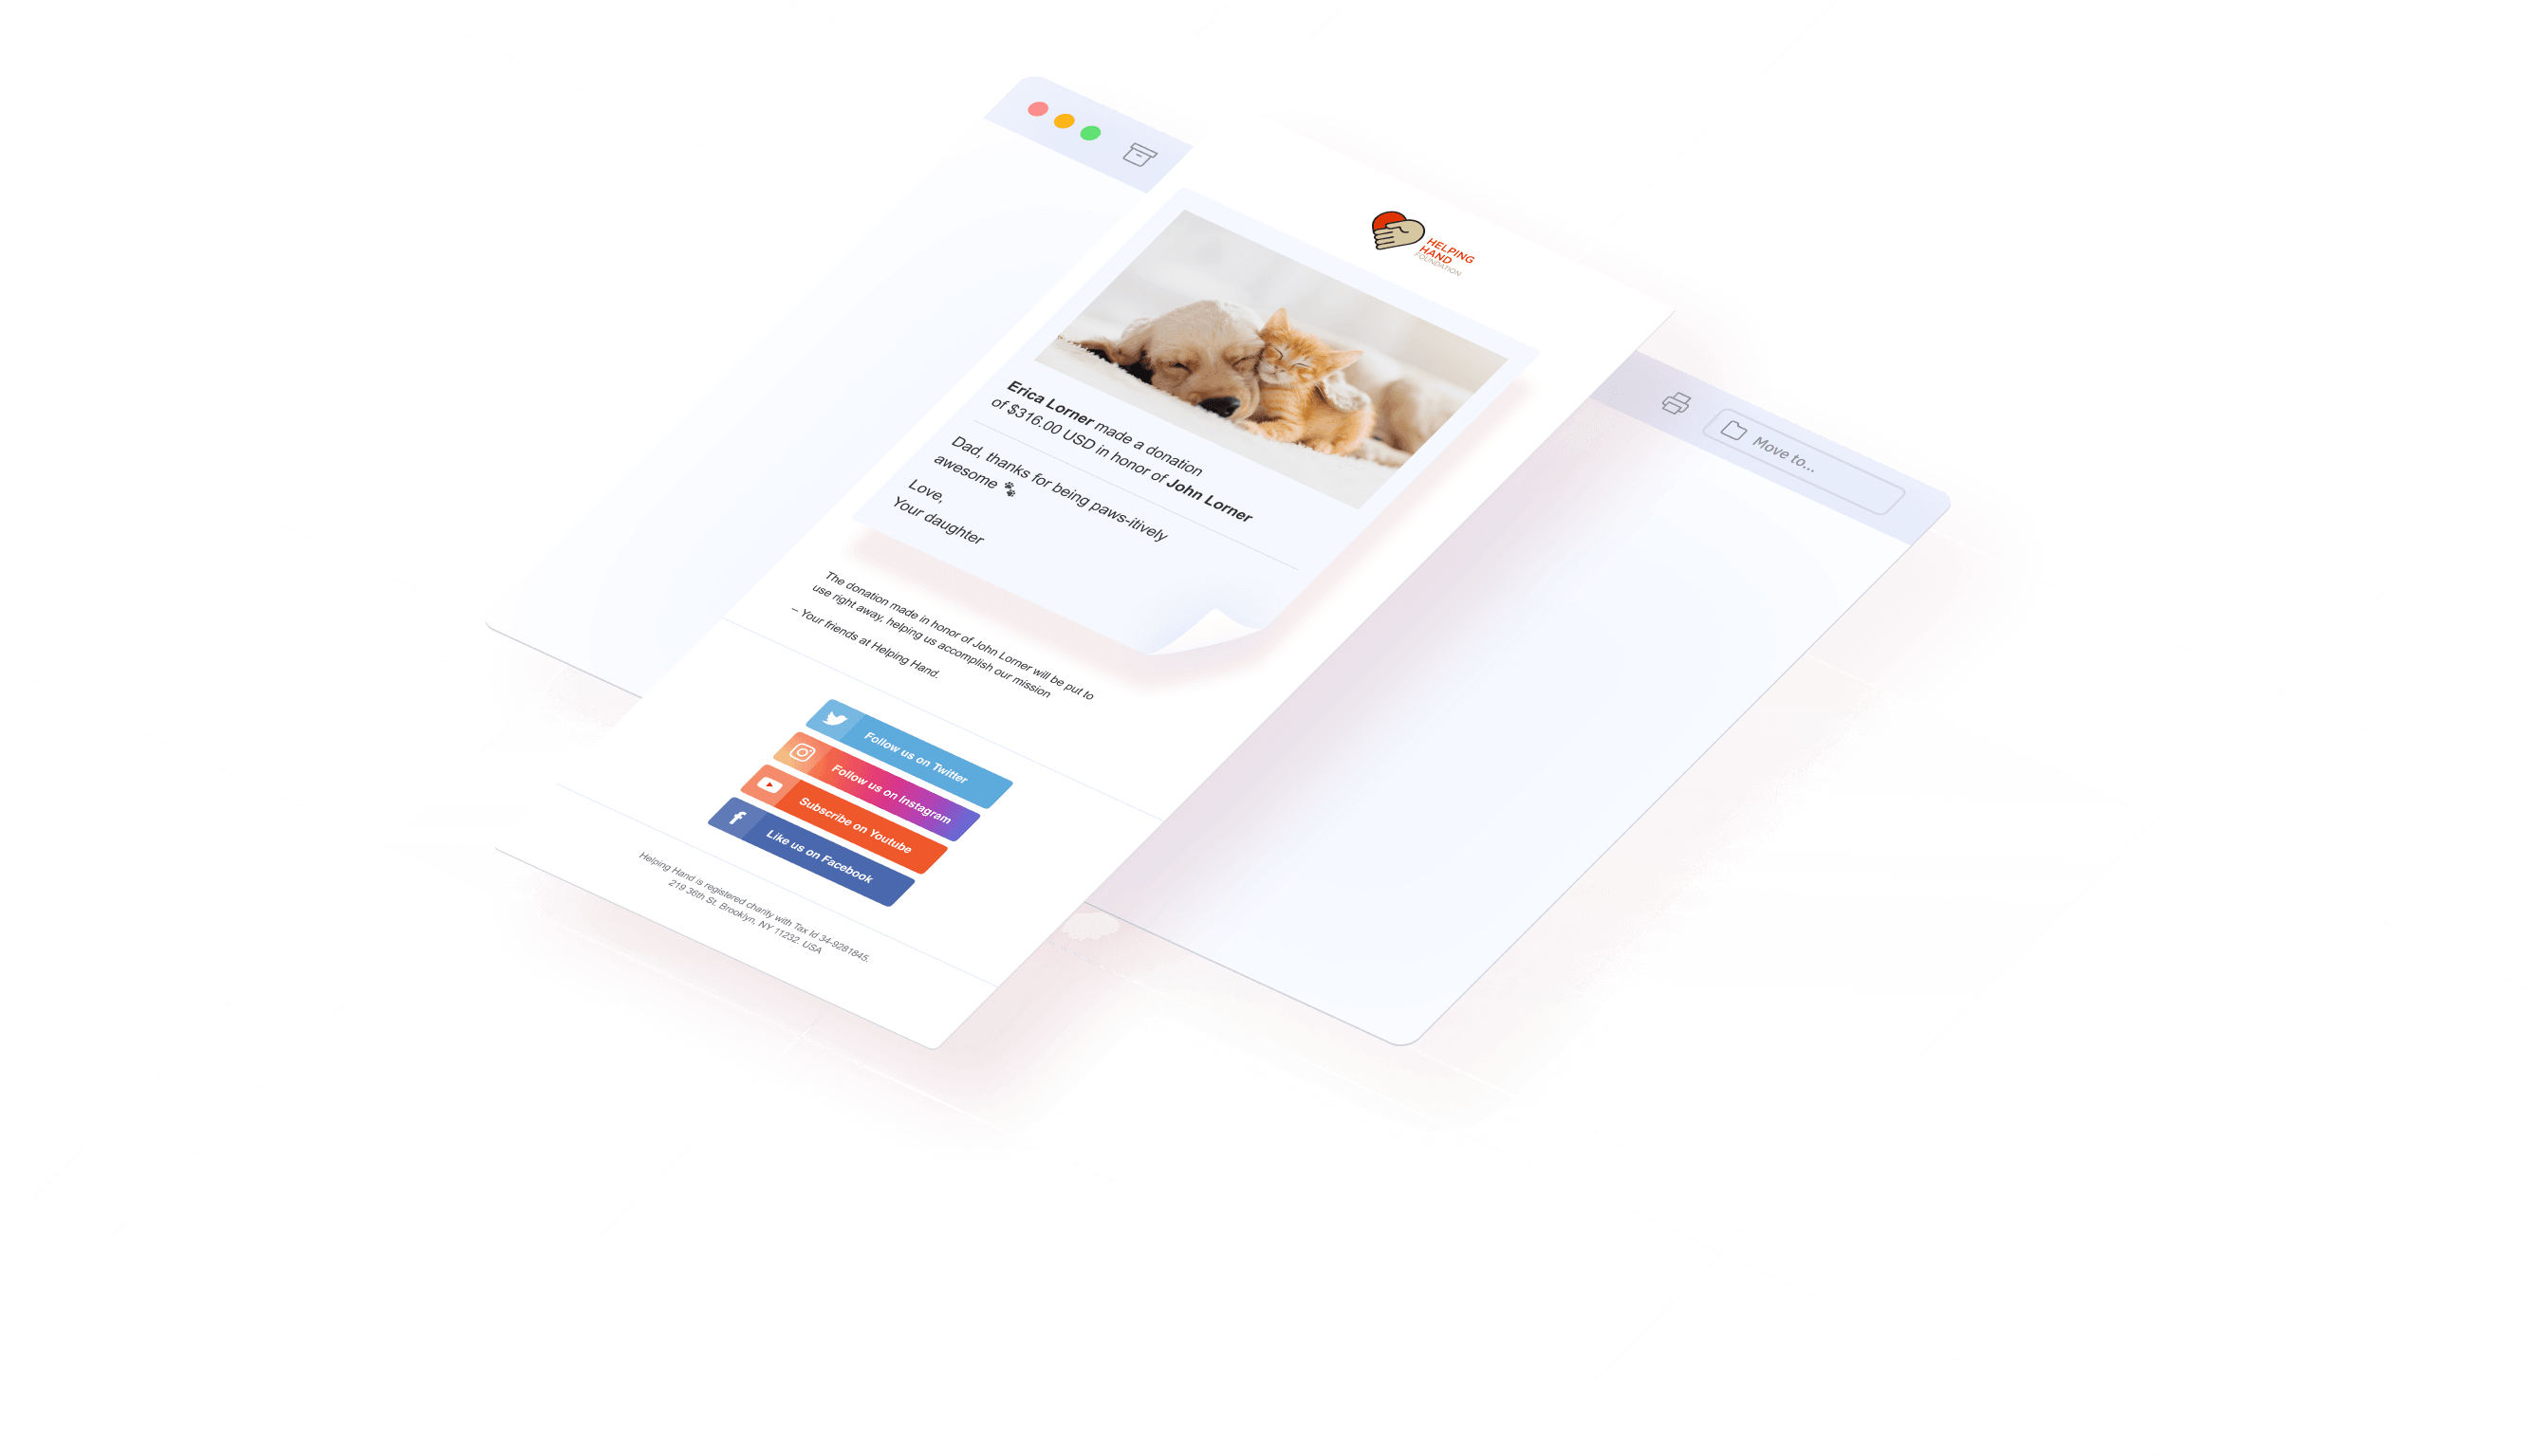 HELPING
HAND
FOUNDATION
Erica Lorner made a donation
of $316.00 USD in honor of John Lorner
Dad, thanks for being paws-itively
awesome 🐾
Love,
Your daughter
The donation made in honor of John Lorner will be put to
use right away, helping us accomplish our mission
– Your friends at Helping Hand.
Follow us on Twitter
Follow us on Instagram
Subscribe on Youtube
Like us on Facebook
Helping Hand is registered charity with Tax Id 34-9281845.
219 36th St, Brooklyn, NY 11232, USA
Move to...